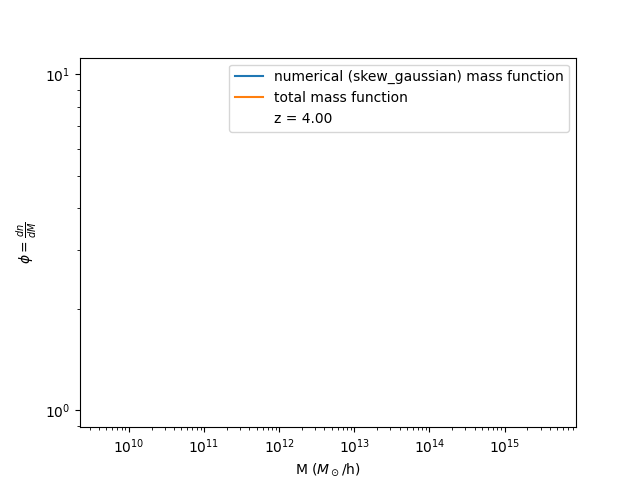 10¹
numerical (skew_gaussian) mass function
total mass function
z = 4.00
ϕ = dn/dM
10⁰
10¹⁰ 10¹¹ 10¹² 10¹³ 10¹⁴ 10¹⁵
M (M⊙/h)